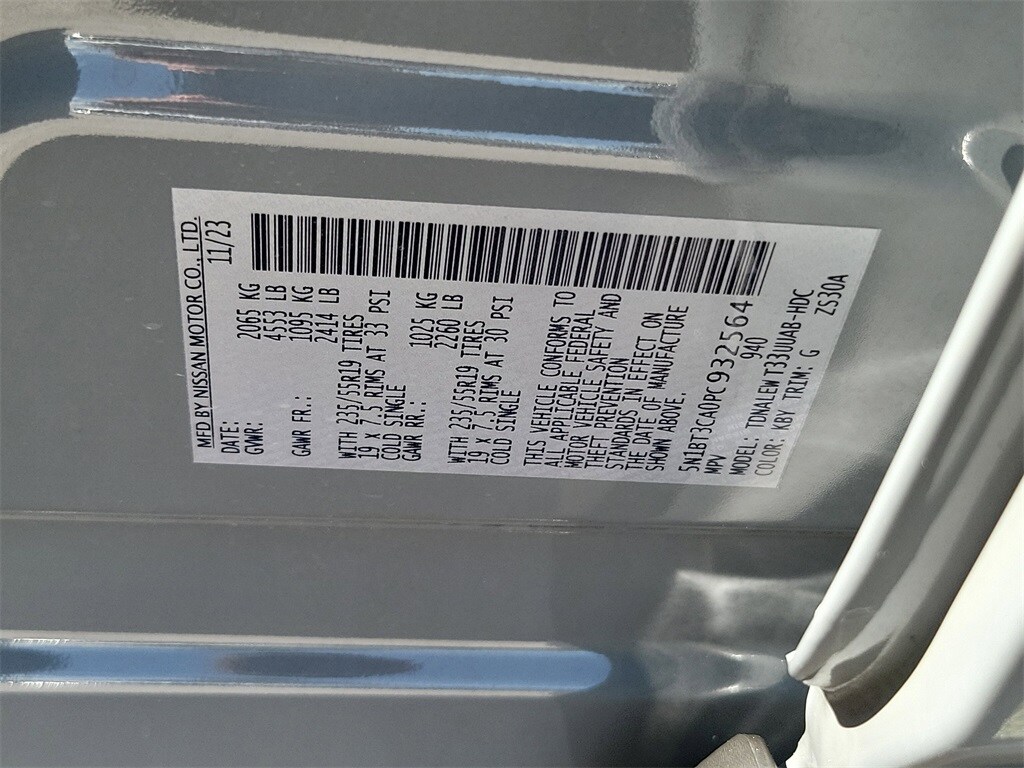 MFD BY NISSAN MOTOR CO., LTD.
DATE: 11/23
GWR: 2065 KG
4553 LB
GAWR FR.: 1095 KG
2414 LB
WITH 235/55R19 TIRES
19 X 7.5 RIMS AT 33 PSI
COLD SINGLE
GAWR RR.: 1025 KG
2260 LB
WITH 235/55R19 TIRES
19 X 7.5 RIMS AT 30 PSI
COLD SINGLE
THIS VEHICLE CONFORMS TO
ALL APPLICABLE FEDERAL
MOTOR VEHICLE SAFETY AND
THEFT PREVENTION
STANDARDS IN EFFECT ON
THE DATE OF MANUFACTURE
SHOWN ABOVE.
5N1BT3CA0PC932564
MPV 940
MODEL: TDNALEWT33UUAB-HDC
COLOR: KBY TRIM: G ZS30A